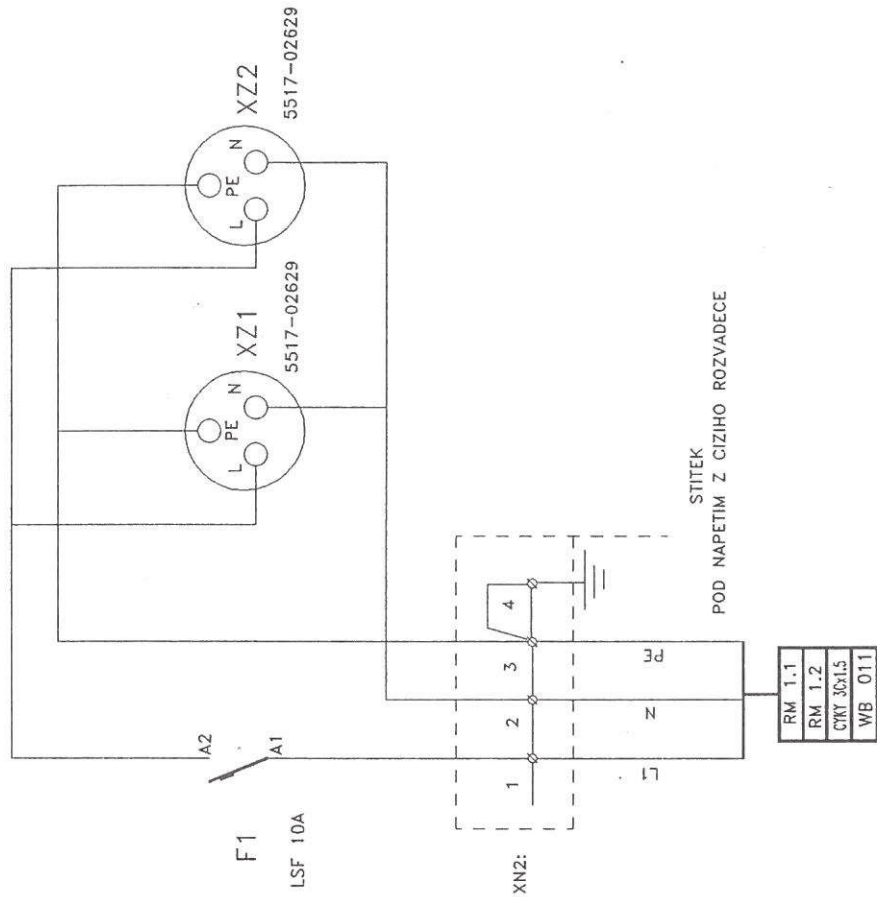 XZ1
5517-02629
L
PE
N
XZ2
5517-02629
L
PE
N
F1
LSF 10A
A2
A1
XN2:
1
2
3
4
L1
N
PE
STITEK
POD NAPETIM Z CIZIHO ROZVADECE
RM 1.1
RM 1.2
CYKY 3Cx1.5
WB 011